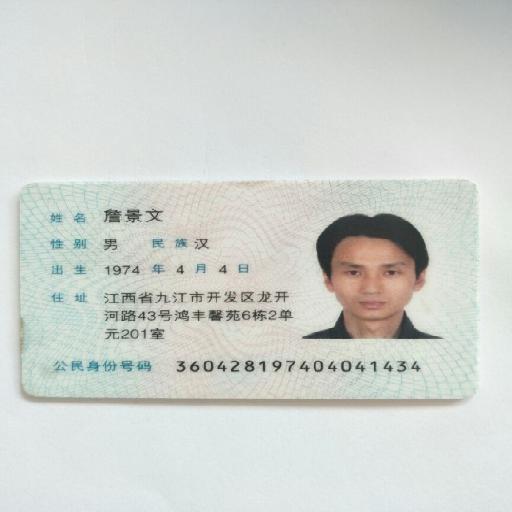 姓名 詹景文
性别 男 民族 汉
出生 1974 年 4 月 4 日
住址 江西省九江市开发区龙开
河路43号鸿丰馨苑6栋2单
元201室
公民身份号码 360428197404041434